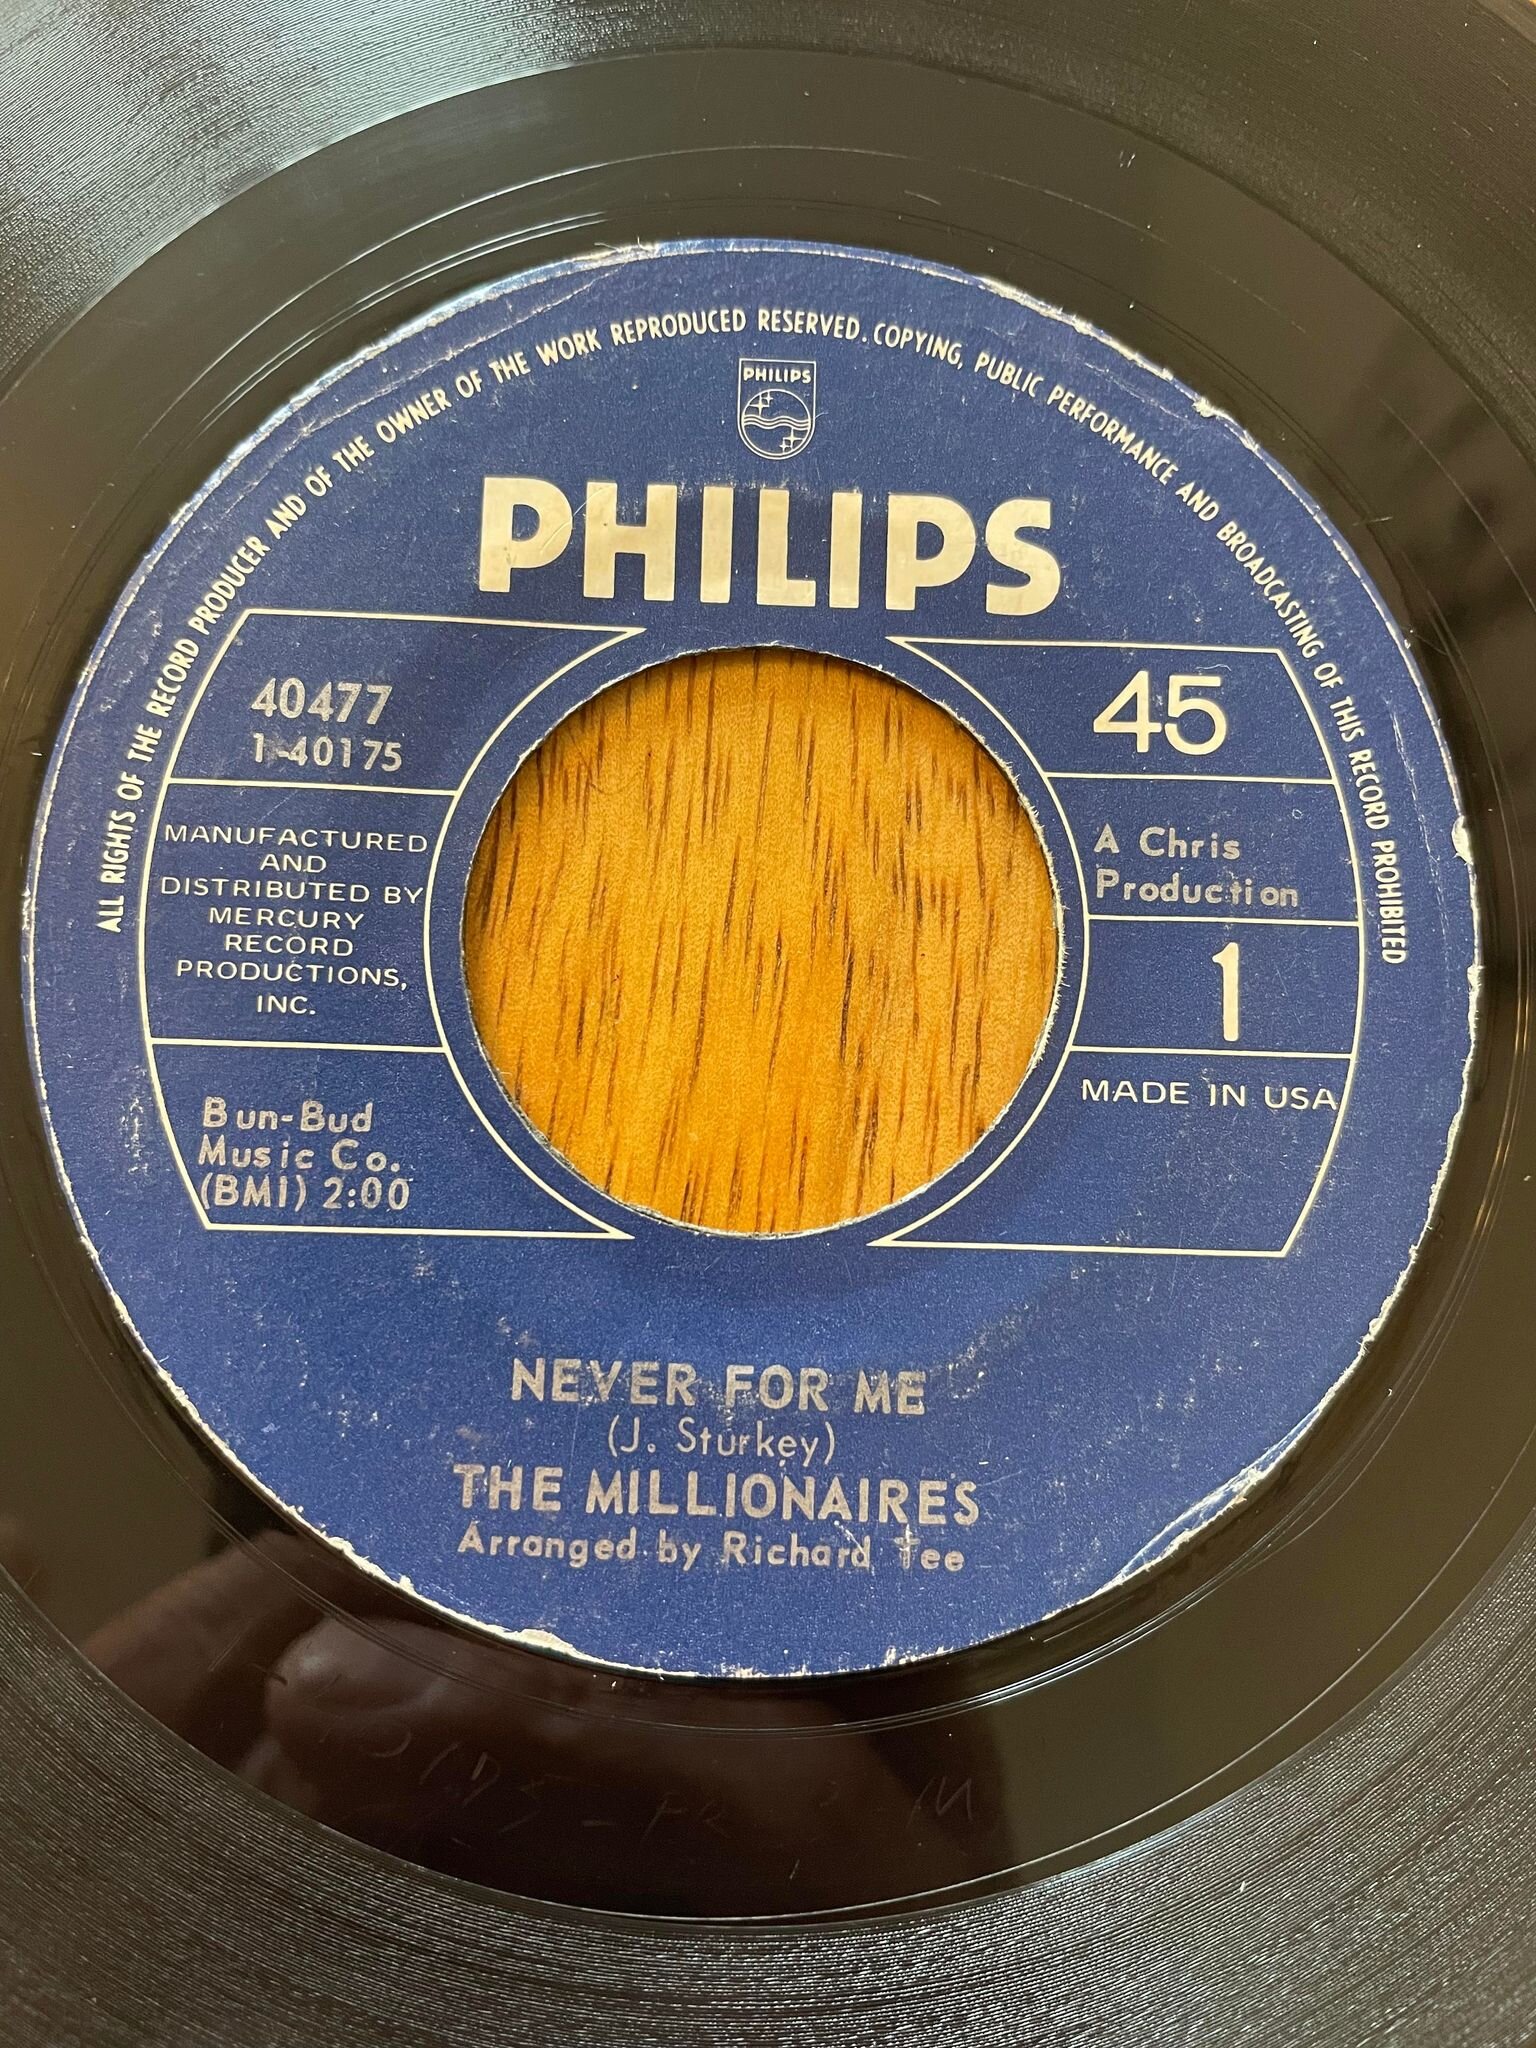 ALL RIGHTS OF THE RECORD PRODUCER AND OF THE OWNER OF THE WORK REPRODUCED RESERVED. COPYING, PUBLIC PERFORMANCE AND BROADCASTING OF THIS RECORD PROHIBITED
PHILIPS
PHILIPS
40477
1-40175
45
MANUFACTURED
AND
DISTRIBUTED BY
MERCURY
RECORD
PRODUCTIONS,
INC.
A Chris
Production
1
MADE IN USA
Bun-Bud
Music Co.
(BMI) 2:00
NEVER FOR ME
(J. Sturkey)
THE MILLIONAIRES
Arranged by Richard Tee